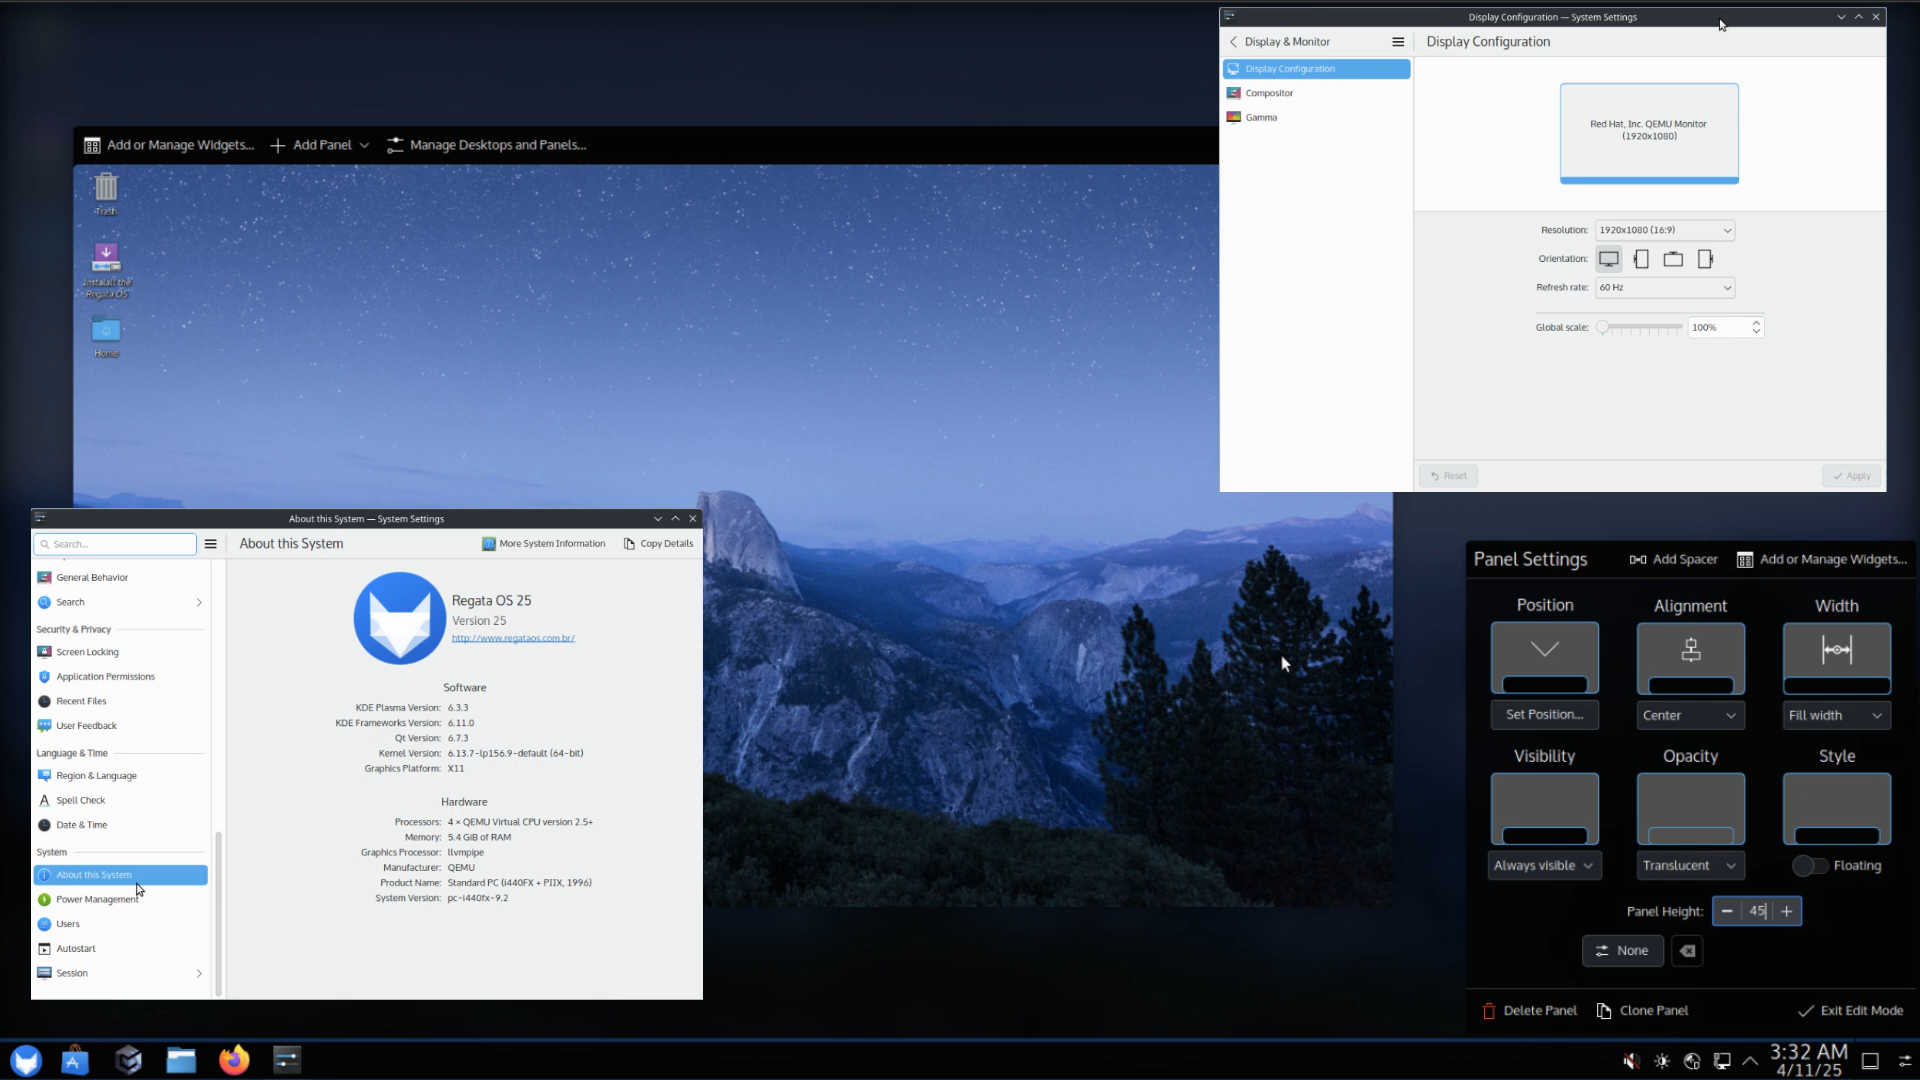 Display Configuration — System Settings
Display & Monitor
Display Configuration
Display Configuration
Compositor
Gamma
Red Hat, Inc. QEMU Monitor
(1920x1080)
Resolution: 1920x1080 (16:9)
Orientation:
Refresh rate: 60 Hz
Global scale: 100%
Reset
Apply
Add or Manage Widgets...
Add Panel
Manage Desktops and Panels...
Trash
Instalall the
Regata OS
Home
About this System — System Settings
Search...
About this System
More System Information
Copy Details
General Behavior
Search
Security & Privacy
Screen Locking
Application Permissions
Recent Files
User Feedback
Language & Time
Region & Language
Spell Check
Date & Time
System
About this System
Power Management
Users
Autostart
Session
Regata OS 25
Version 25
http://www.regataos.com.br/
Software
KDE Plasma Version: 6.3.3
KDE Frameworks Version: 6.11.0
Qt Version: 6.7.3
Kernel Version: 6.13.7-lp156.9-default (64-bit)
Graphics Platform: X11
Hardware
Processors: 4 × QEMU Virtual CPU version 2.5+
Memory: 5.4 GiB of RAM
Graphics Processor: llvmpipe
Manufacturer: QEMU
Product Name: Standard PC (i440FX + PIIX, 1996)
System Version: pc-i440fx-9.2
Panel Settings
Add Spacer
Add or Manage Widgets...
Position
Alignment
Width
Set Position...
Center
Fill width
Visibility
Opacity
Style
Always visible
Translucent
Floating
Panel Height: 45
None
Delete Panel
Clone Panel
Exit Edit Mode
3:32 AM
4/11/25